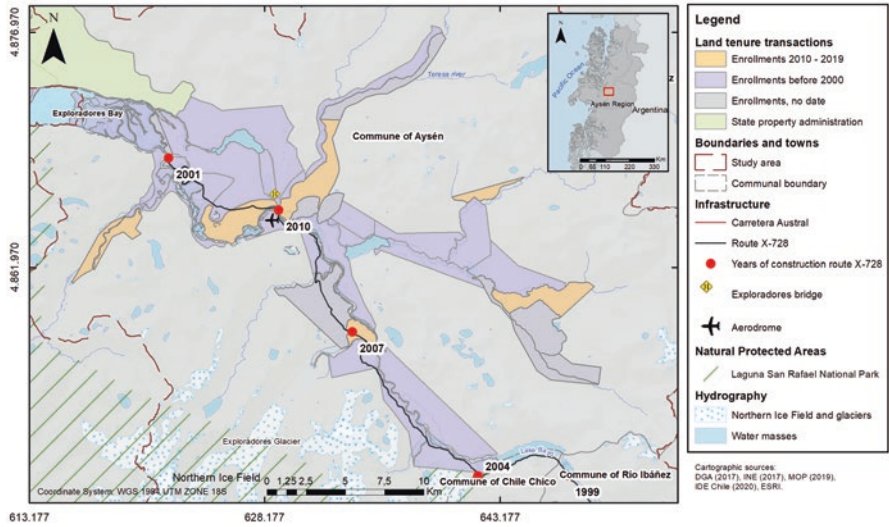 4.876.970
4.861.970
613.177
628.177
643.177
N
Teresa river
Exploradores Bay
Commune of Aysén
2001
2010
2007
2004
1999
Exploradores Glacier
Northern Ice Field
Commune of Chile Chico
Commune of Río Ibáñez
Coordinate System: WGS 1984 UTM ZONE 18S
0 1,25 2,5 5 7,5 10
Km
N
Pacific Ocean
Aysén Region
Argentina
0 55 110 220 330
Km
Legend
Land tenure transactions
Enrollments 2010 - 2019
Enrollments before 2000
Enrollments, no date
State property administration
Boundaries and towns
Study area
Communal boundary
Infrastructure
Carretera Austral
Route X-728
Years of construction route X-728
Exploradores bridge
Aerodrome
Natural Protected Areas
Laguna San Rafael National Park
Hydrography
Northern Ice Field and glaciers
Water masses
Cartographic sources:
DGA (2017), INE (2017), MOP (2019),
IDE Chile (2020), ESRI.